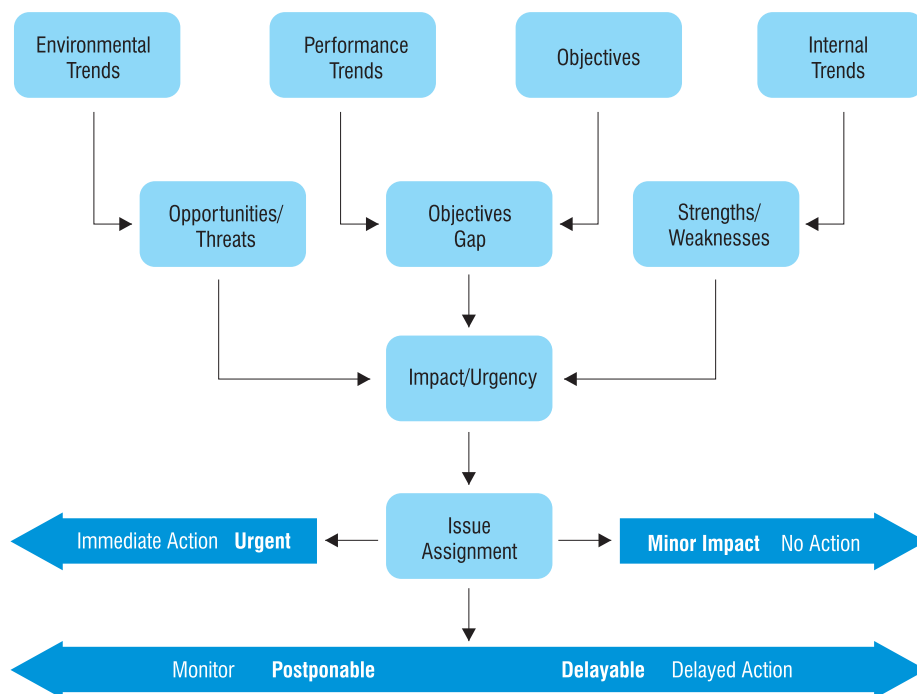 Environmental
Trends
Performance
Trends
Objectives
Internal
Trends
Opportunities/
Threats
Objectives
Gap
Strengths/
Weaknesses
Impact/Urgency
Issue
Assignment
Immediate Action Urgent
Minor Impact No Action
Monitor Postponable Delayable Delayed Action